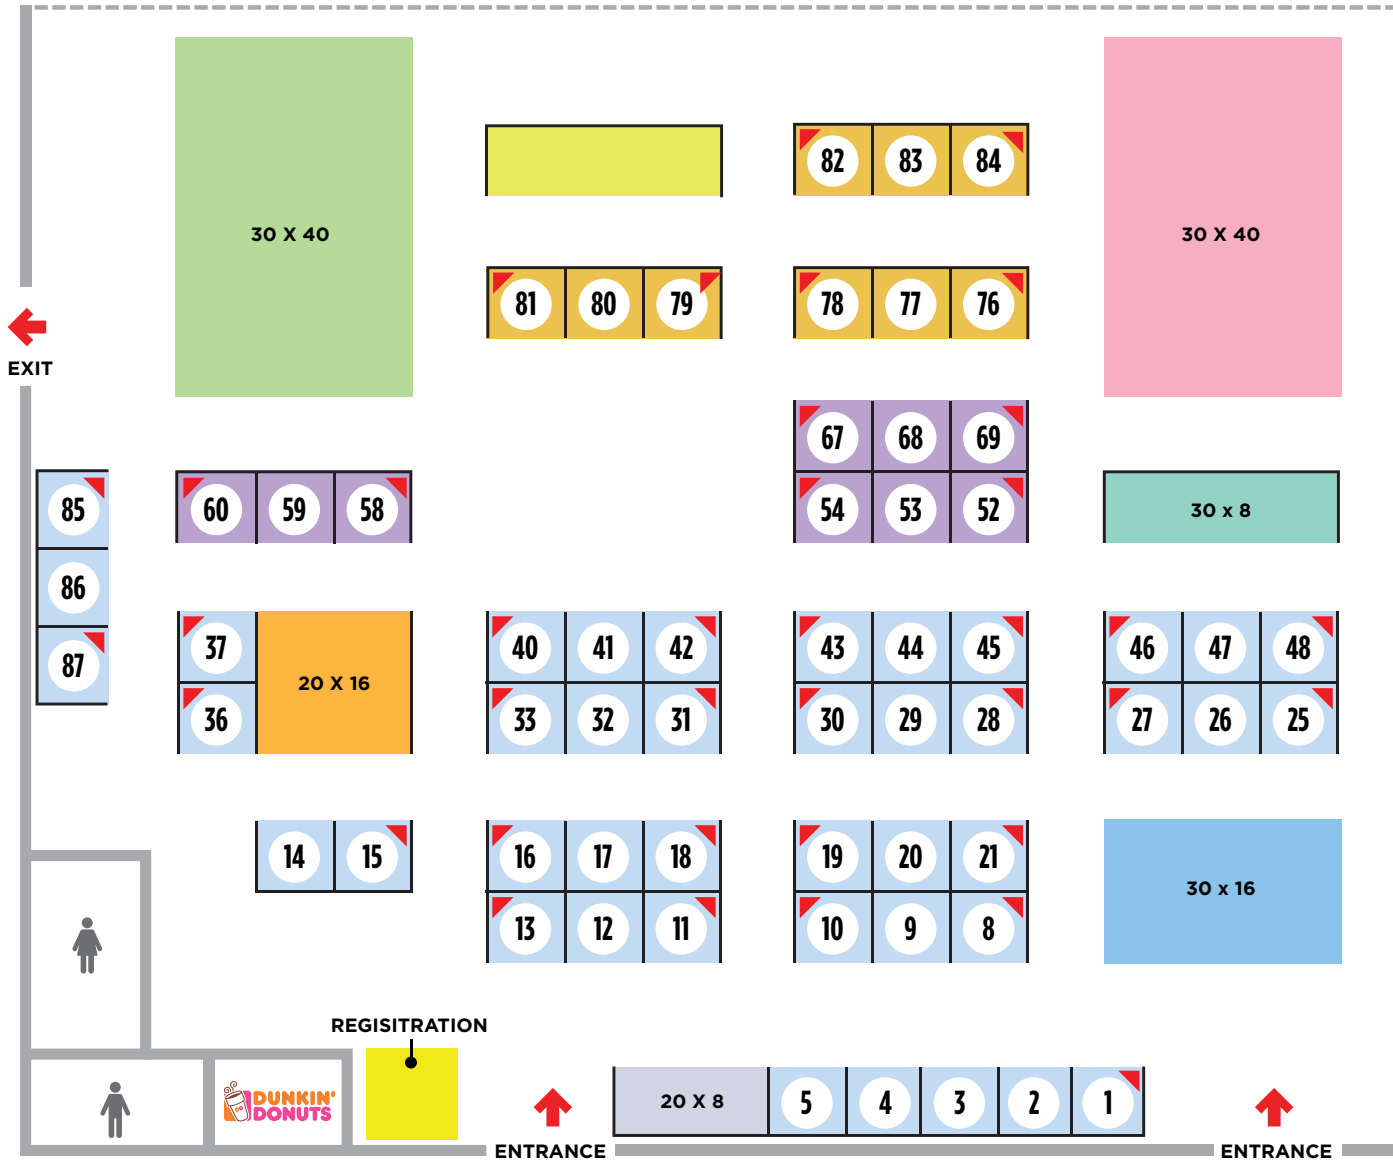 82 83 84
30 X 40
30 X 40
81 80 79
78 77 76
EXIT
67 68 69
85
60 59 58
54 53 52
30 x 8
86
87
37
20 X 16
40 41 42
43 44 45
46 47 48
36
33 32 31
30 29 28
27 26 25
14 15
16 17 18
19 20 21
30 x 16
13 12 11
10 9 8
REGISITRATION
DUNKIN'
DONUTS
20 X 8
5 4 3 2 1
ENTRANCE
ENTRANCE